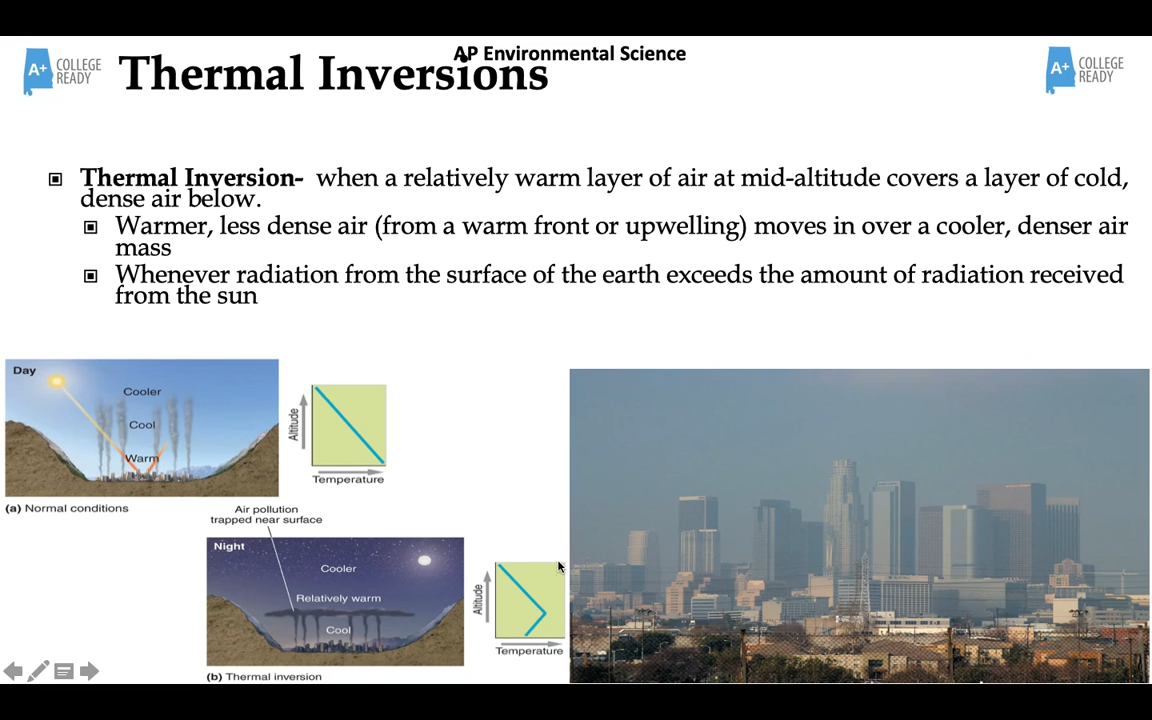 AP Environmental Science
A+ COLLEGE
READY
Thermal Inversions
A+ COLLEGE
READY
Thermal Inversion- when a relatively warm layer of air at mid-altitude covers a layer of cold,
dense air below.
Warmer, less dense air (from a warm front or upwelling) moves in over a cooler, denser air
mass
Whenever radiation from the surface of the earth exceeds the amount of radiation received
from the sun
Day
Cooler
Cool
Warm
Altitude
Temperature
(a) Normal conditions
Air pollution
trapped near surface
Night
Cooler
Relatively warm
Cool
Altitude
Temperature
(b) Thermal inversion